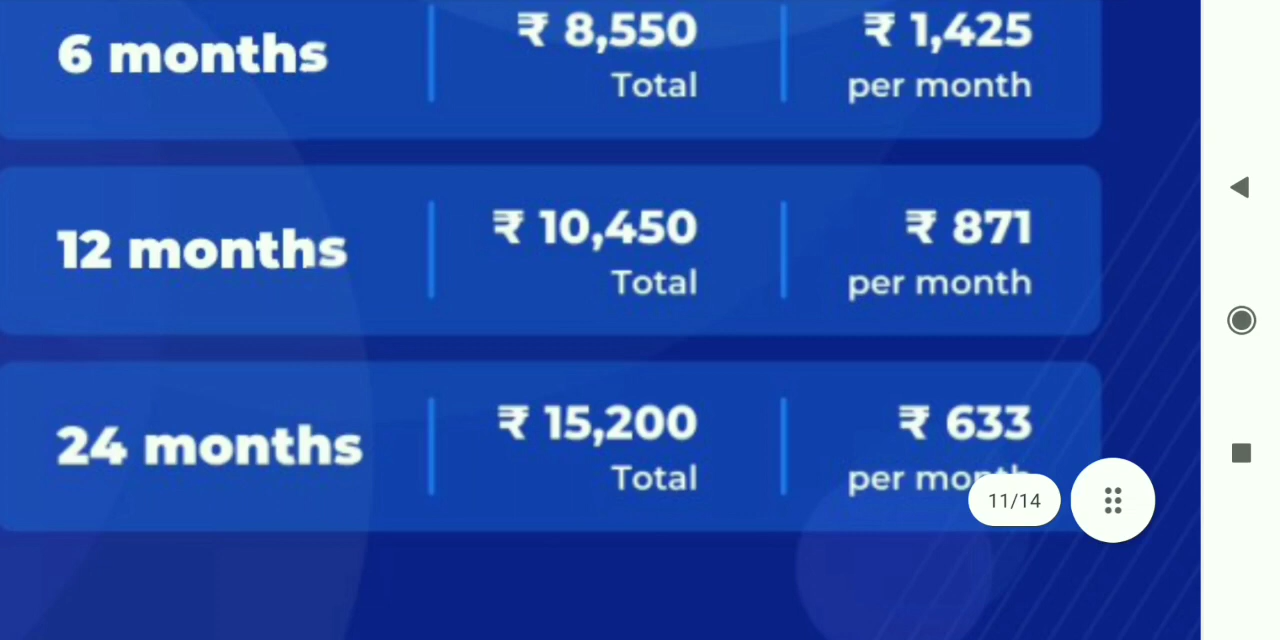 6 months
₹ 8,550
Total
₹ 1,425
per month
12 months
₹ 10,450
Total
₹ 871
per month
24 months
₹ 15,200
Total
₹ 633
per month
11/14